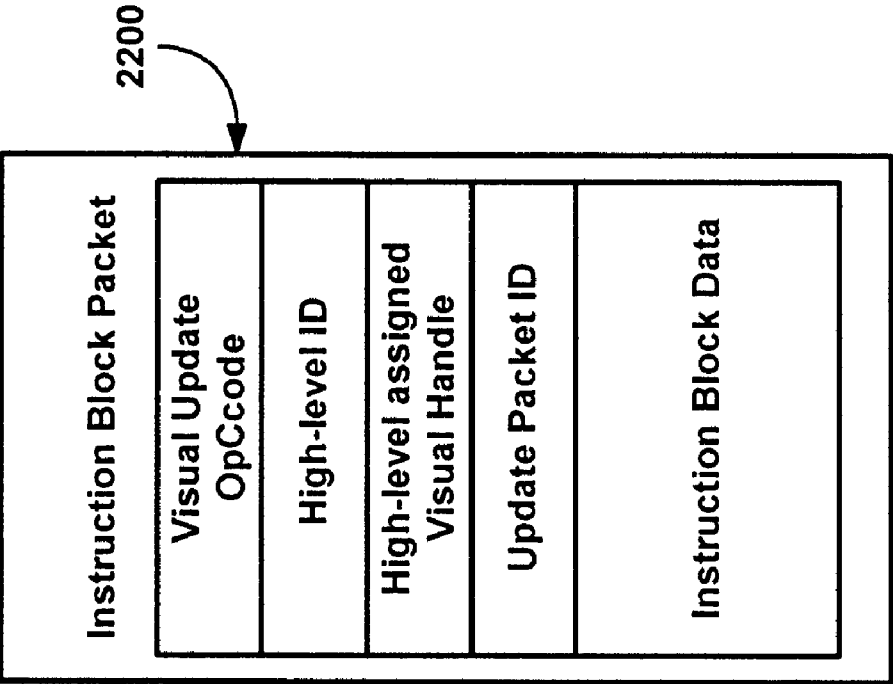 2200
Instruction Block Packet
Visual Update
OpCcode
High-level ID
High-level assigned
Visual Handle
Update Packet ID
Instruction Block Data